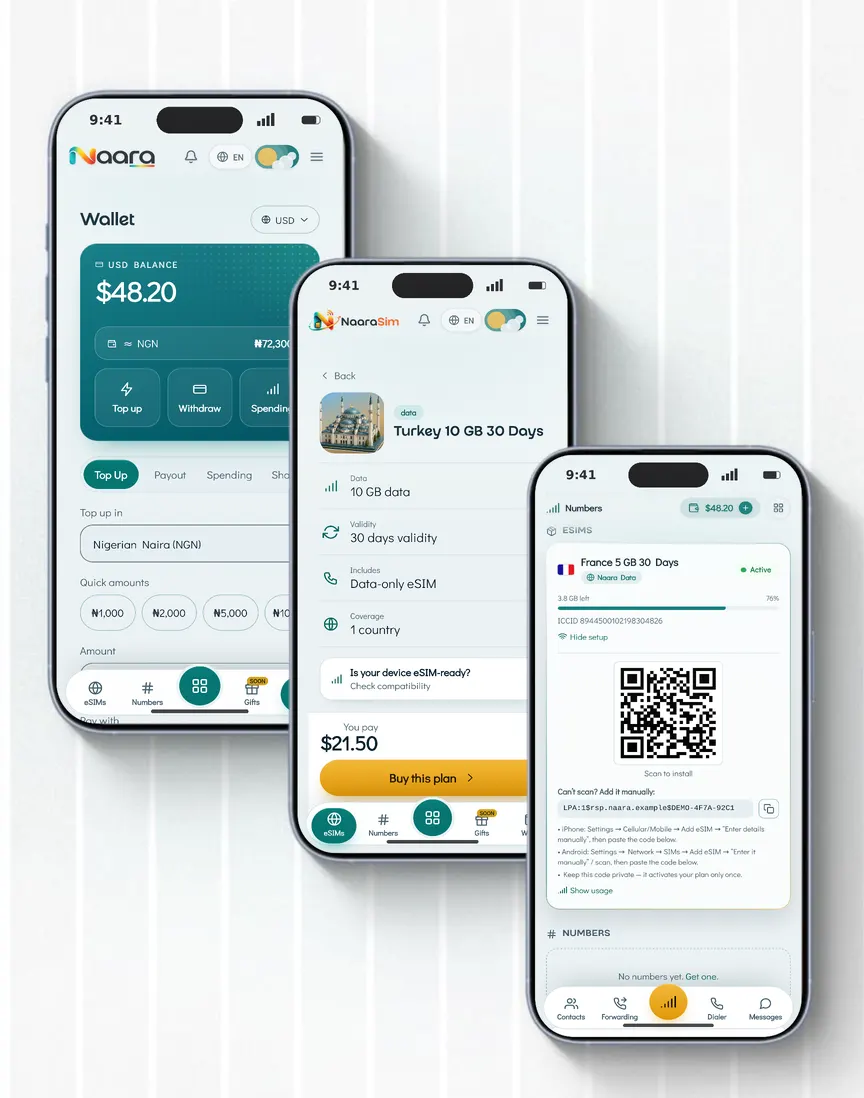 9:41
Naara
EN
Wallet
USD
USD BALANCE
$48.20
≈ NGN
₦72,300
Top up
Withdraw
Spending
Top Up
Payout
Spending
Sha
Top up in
Nigerian Naira (NGN)
Quick amounts
₦1,000
₦2,000
₦5,000
₦10
Amount
eSIMs
Numbers
SOON
Gifts
Pay with
9:41
NaaraSim
EN
Back
data
Turkey 10 GB 30 Days
Data
10 GB data
Validity
30 days validity
Includes
Data-only eSIM
Coverage
1 country
Is your device eSIM-ready?
Check compatibility
You pay
$21.50
Buy this plan
eSIMs
Numbers
SOON
Gifts
W
9:41
Numbers
$48.20
ESIMS
France 5 GB 30 Days
Naara Data
Active
3.8 GB left
76%
ICCID 8944500102198304826
Hide setup
Scan to install
Can't scan? Add it manually:
LPA:1$rsp.naara.example$DEMO-4F7A-92C1
• iPhone: Settings → Cellular/Mobile → Add eSIM → "Enter details
manually", then paste the code below.
• Android: Settings → Network → SIMs → Add eSIM → "Enter it
manually" / scan, then paste the code below.
• Keep this code private – it activates your plan only once.
Show usage
NUMBERS
No numbers yet. Get one.
Contacts
Forwarding
Dialer
Messages